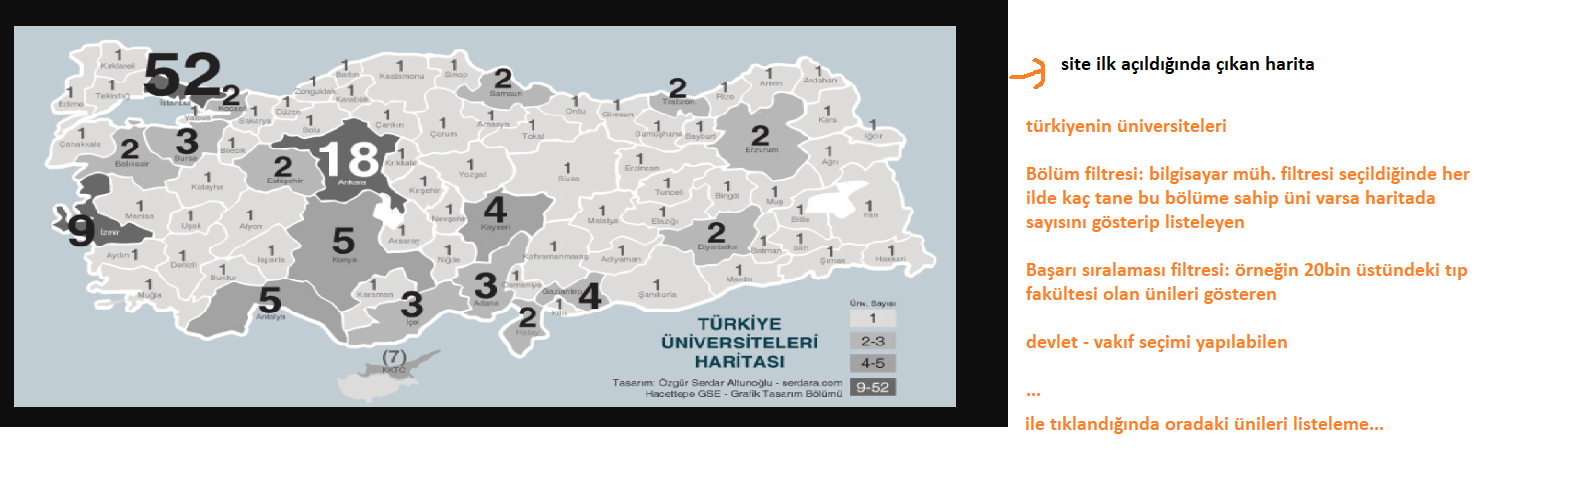 52
1
Kırklareli
1
Edirne
1
Tekirdağ
İstanbul
2
Kocaeli
1
Yalova
1
Sakarya
1
Düzce
1
Zonguldak
1
Bartın
1
Karabük
1
Kastamonu
1
Sinop
2
Samsun
1
Bolu
1
Çankırı
1
Çorum
1
Amasya
1
Tokat
1
Ordu
1
Giresun
2
Trabzon
1
Rize
1
Artvin
1
Ardahan
1
Gümüşhane
1
Bayburt
2
Erzurum
1
Kars
1
Iğdır
1
Ağrı
1
Çanakkale
2
Balıkesir
3
Bursa
1
Bilecik
2
Eskişehir
18
Ankara
1
Kırıkkale
1
Kırşehir
1
Yozgat
1
Sivas
1
Erzincan
1
Tunceli
1
Bingöl
1
Muş
1
Bitlis
1
Van
1
Kütahya
1
Manisa
1
Uşak
1
Afyon
9
İzmir
1
Aydın
1
Denizli
1
Isparta
1
Burdur
1
Muğla
5
Antalya
5
Konya
1
Aksaray
1
Nevşehir
4
Kayseri
1
Niğde
1
Karaman
3
İçel
3
Adana
1
Osmaniye
2
Hatay
1
Kahramanmaraş
Gaziantep
4
1
Kilis
1
Malatya
1
Elazığ
1
Adıyaman
1
Şanlıurfa
2
Diyarbakır
1
Mardin
1
Batman
1
Siirt
1
Şırnak
1
Hakkari
(7)
KKTC
TÜRKİYE
ÜNİVERSİTELERİ
HARİTASI
Tasarım: Özgür Serdar Altunoğlu - serdara.com
Hacettepe GSE - Grafik Tasarım Bölümü
Ünv. Sayısı
1
2-3
4-5
9-52
site ilk açıldığında çıkan harita
türkiyenin üniversiteleri
Bölüm filtresi: bilgisayar müh. filtresi seçildiğinde her
ilde kaç tane bu bölüme sahip üni varsa haritada
sayısını gösterip listeleyen
Başarı sıralaması filtresi: örneğin 20bin üstündeki tıp
fakültesi olan ünileri gösteren
devlet - vakıf seçimi yapılabilen
...
ile tıklandığında oradaki ünileri listeleme...